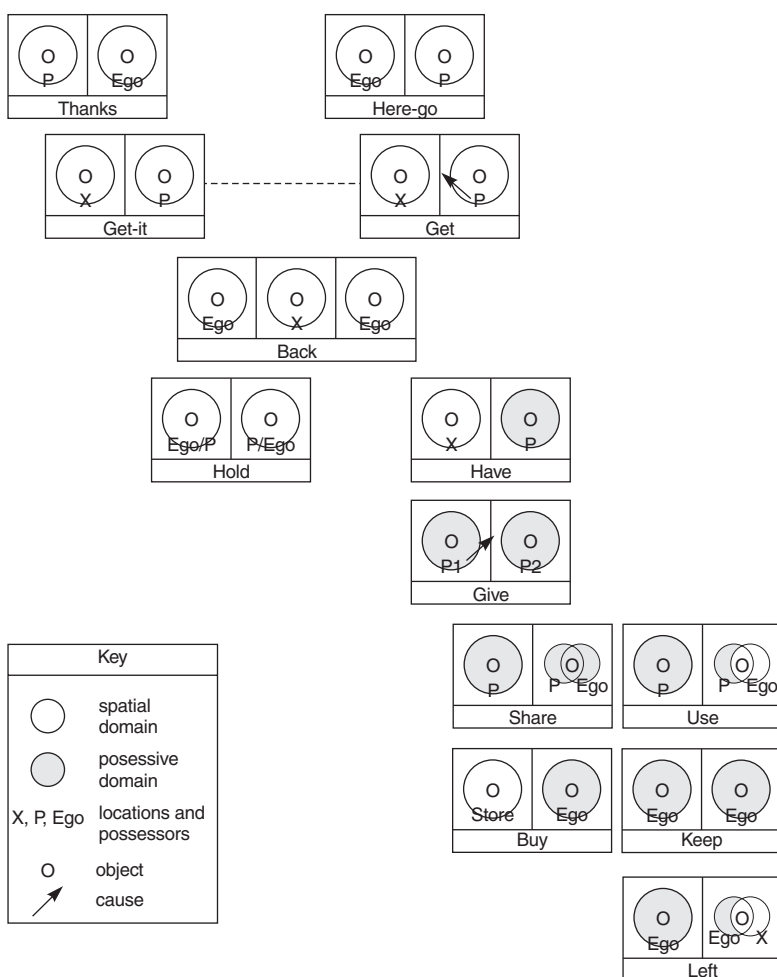 O O
P Ego
Thanks
O O
Ego P
Here-go
O O
X P
Get-it
O O
X P
Get
O O O
Ego X Ego
Back
O O
Ego/P P/Ego
Hold
O O
X P
Have
O O
P1 P2
Give
O O
P P Ego
Share
O O
P P Ego
Use
O O
Store Ego
Buy
O O
Ego Ego
Keep
O O
Ego Ego X
Left
Key
spatial
domain
posessive
domain
X, P, Ego locations and
possessors
O object
cause